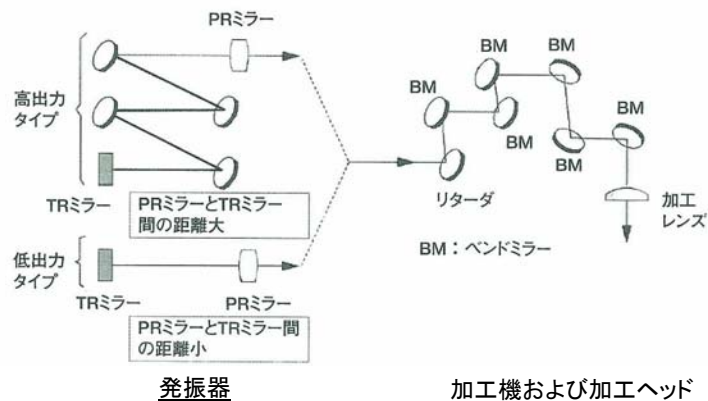 PRミラー
高出力
タイプ
TRミラー
PRミラーとTRミラー
間の距離大
低出力
タイプ
TRミラー
PRミラー
PRミラーとTRミラー間
の距離小
発振器
BM
BM
BM
BM
BM
BM
リターダ
加工
レンズ
BM：ベンドミラー
加工機および加工ヘッド